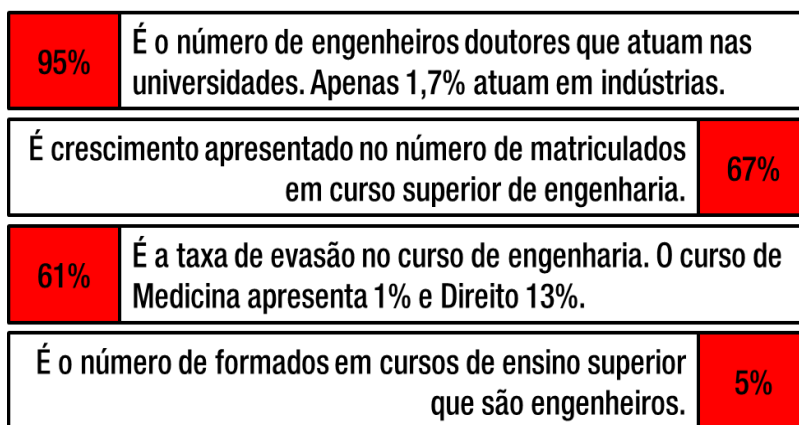 95%
É o número de engenheiros doutores que atuam nas
universidades. Apenas 1,7% atuam em indústrias.
É crescimento apresentado no número de matriculados
em curso superior de engenharia.
67%
61%
É a taxa de evasão no curso de engenharia. O curso de
Medicina apresenta 1% e Direito 13%.
É o número de formados em cursos de ensino superior
que são engenheiros.
5%